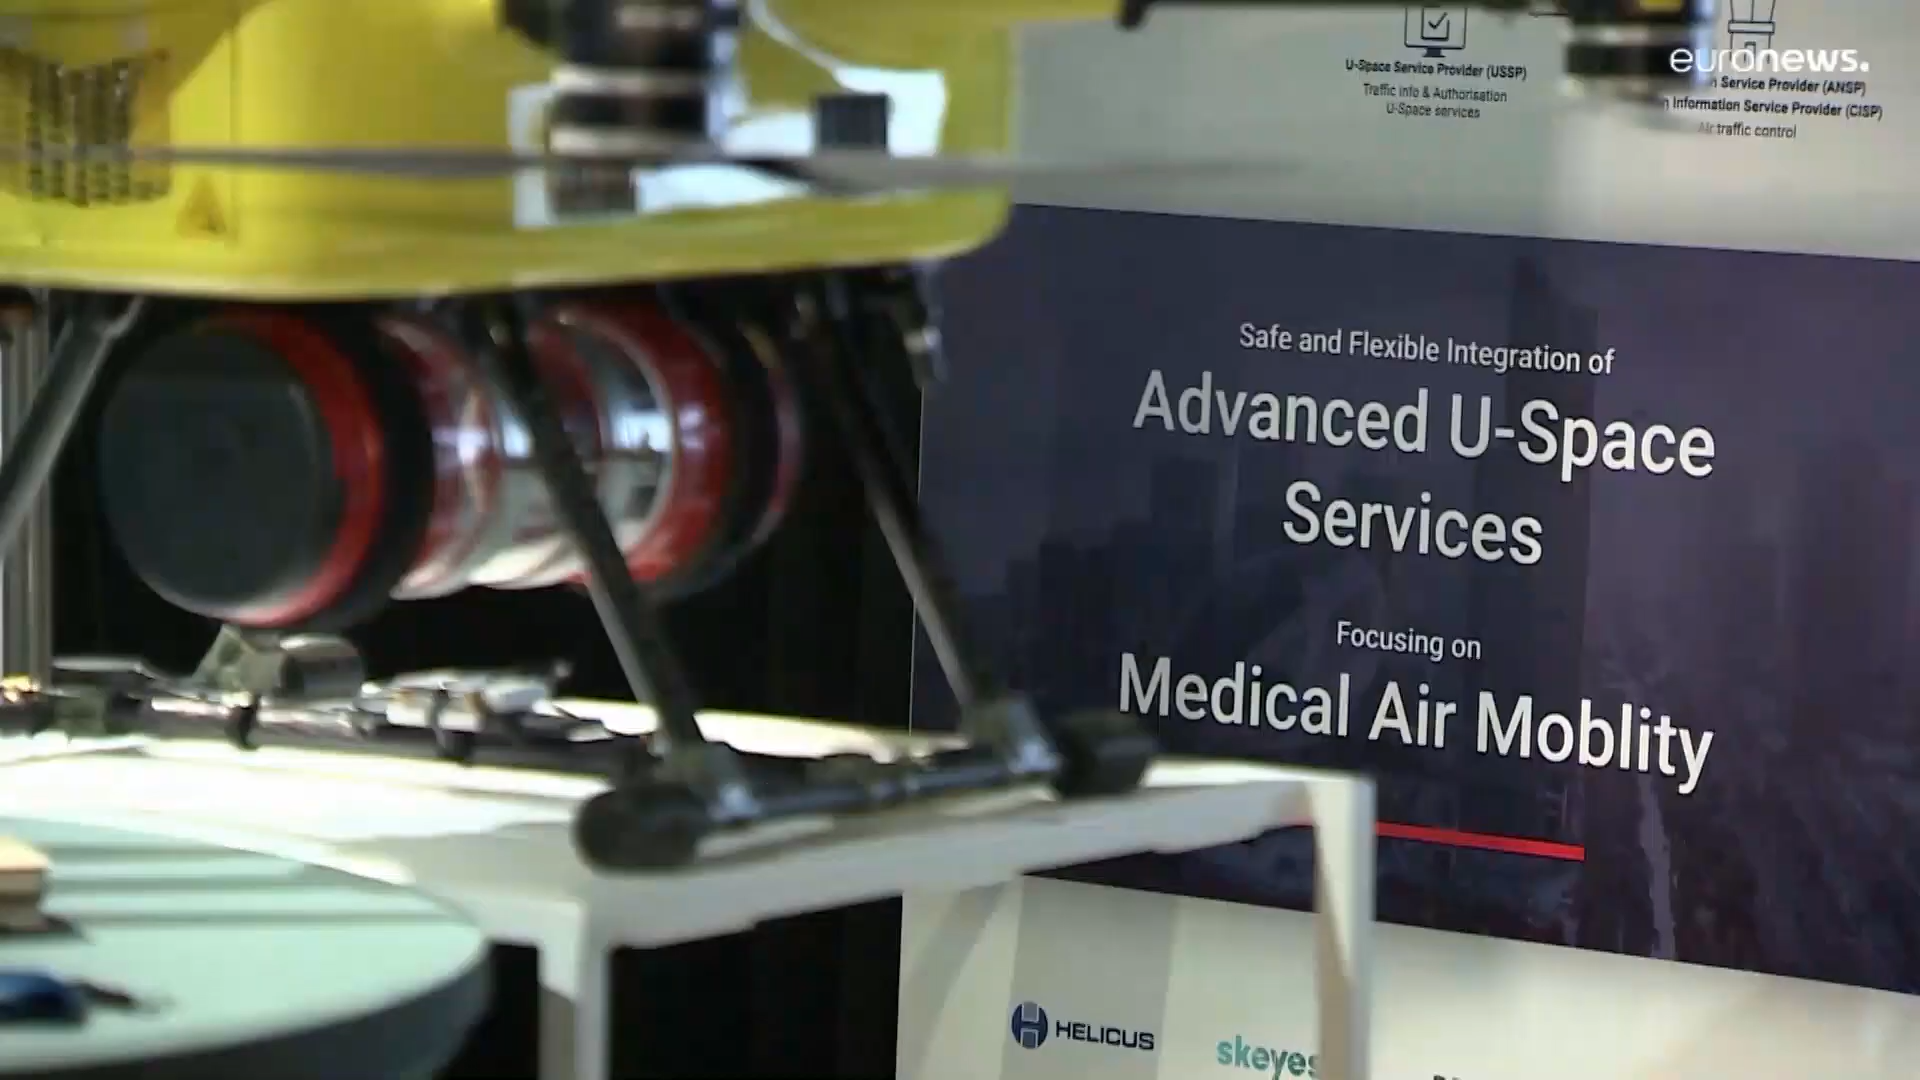 euronews.
U-Space Service Provider (USSP)
Traffic info & Authorisation
U-Space services
Service Provider (ANSP)
Information Service Provider (CISP)
Air traffic control
Safe and Flexible Integration of
Advanced U-Space
Services
Focusing on
Medical Air Moblity
HELICUS
skeyes